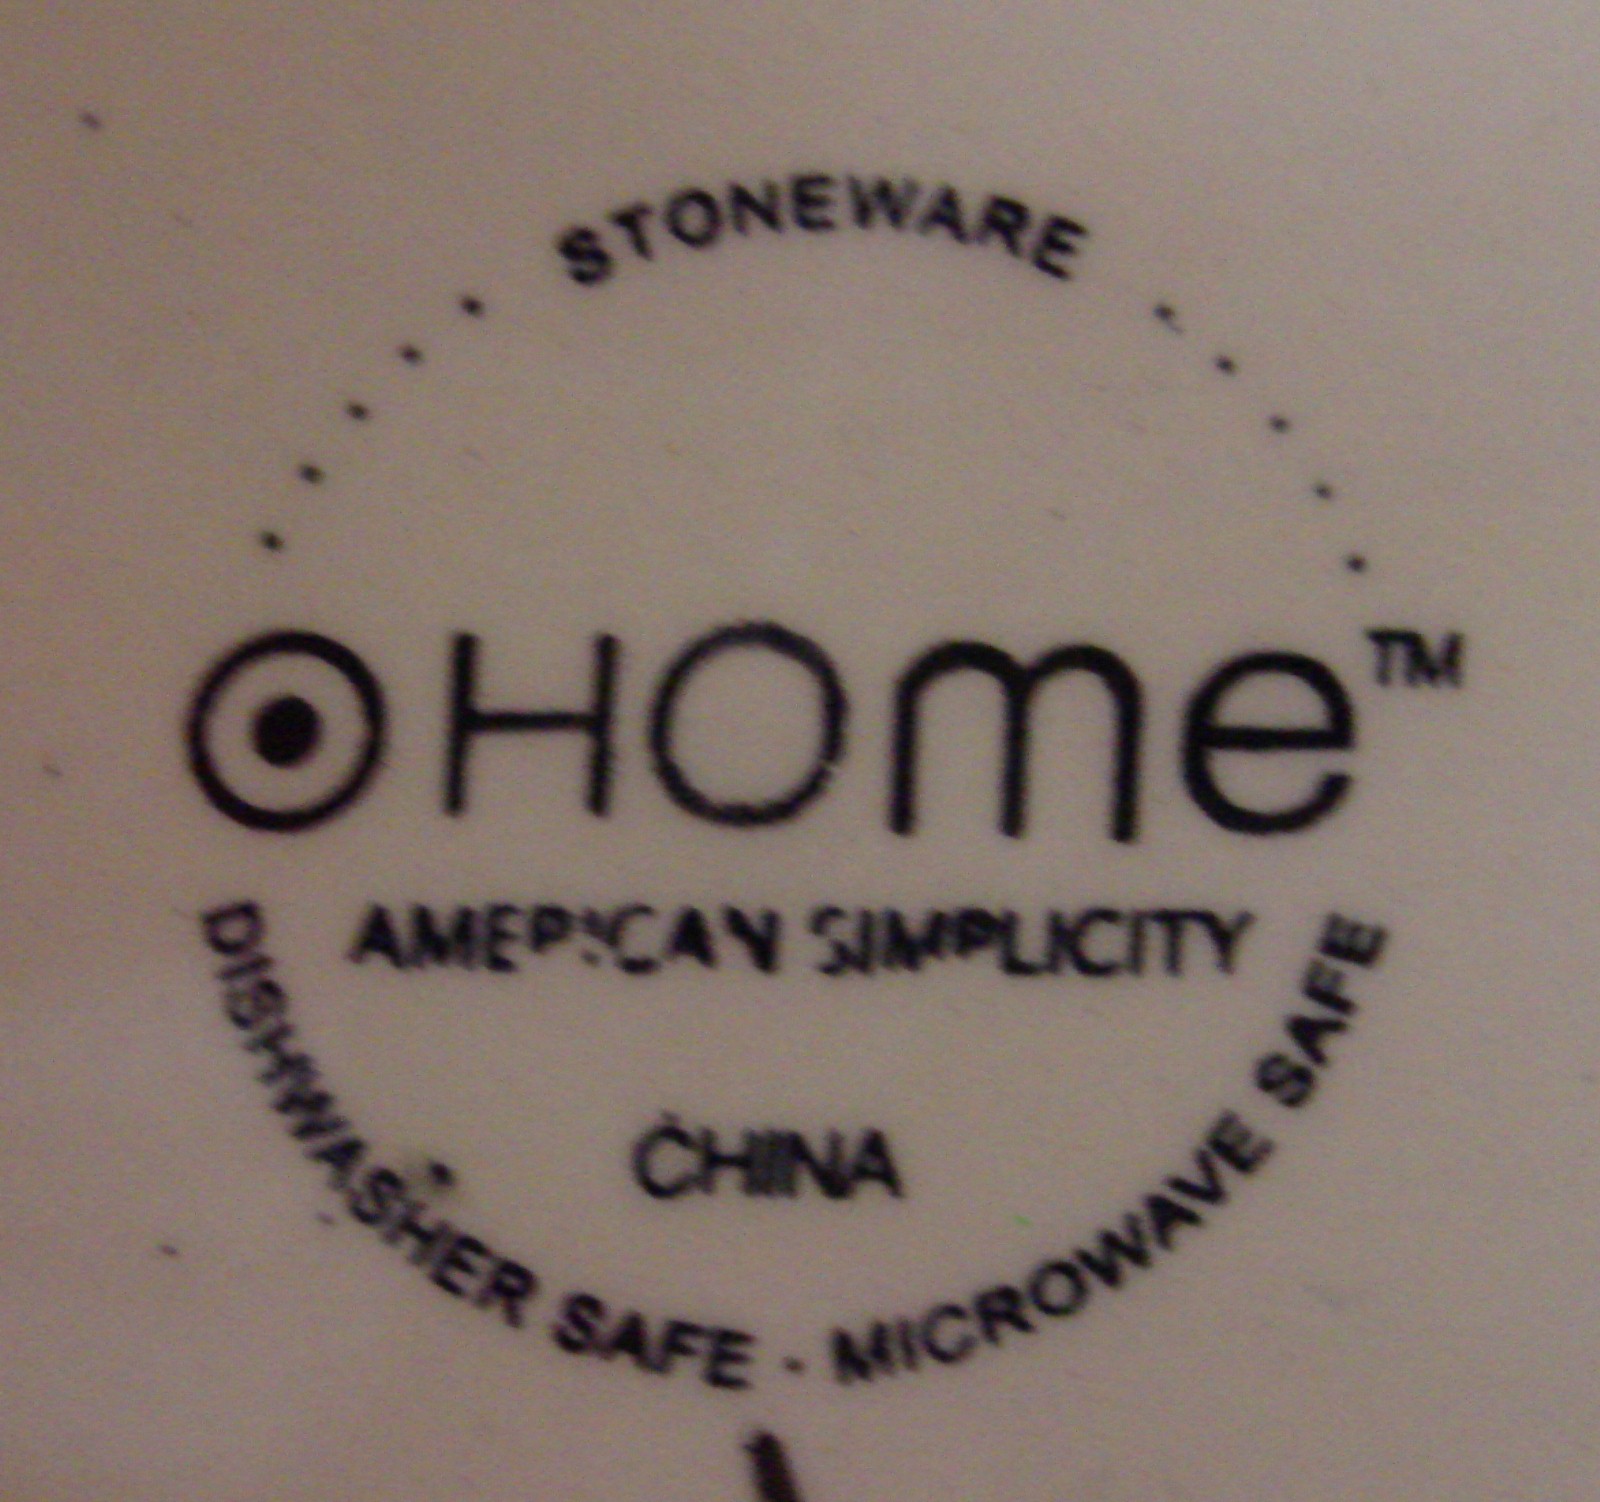 STONEWARE
HOme™
AMERICAN SIMPLICITY
CHINA
DISHWASHER SAFE · MICROWAVE SAFE